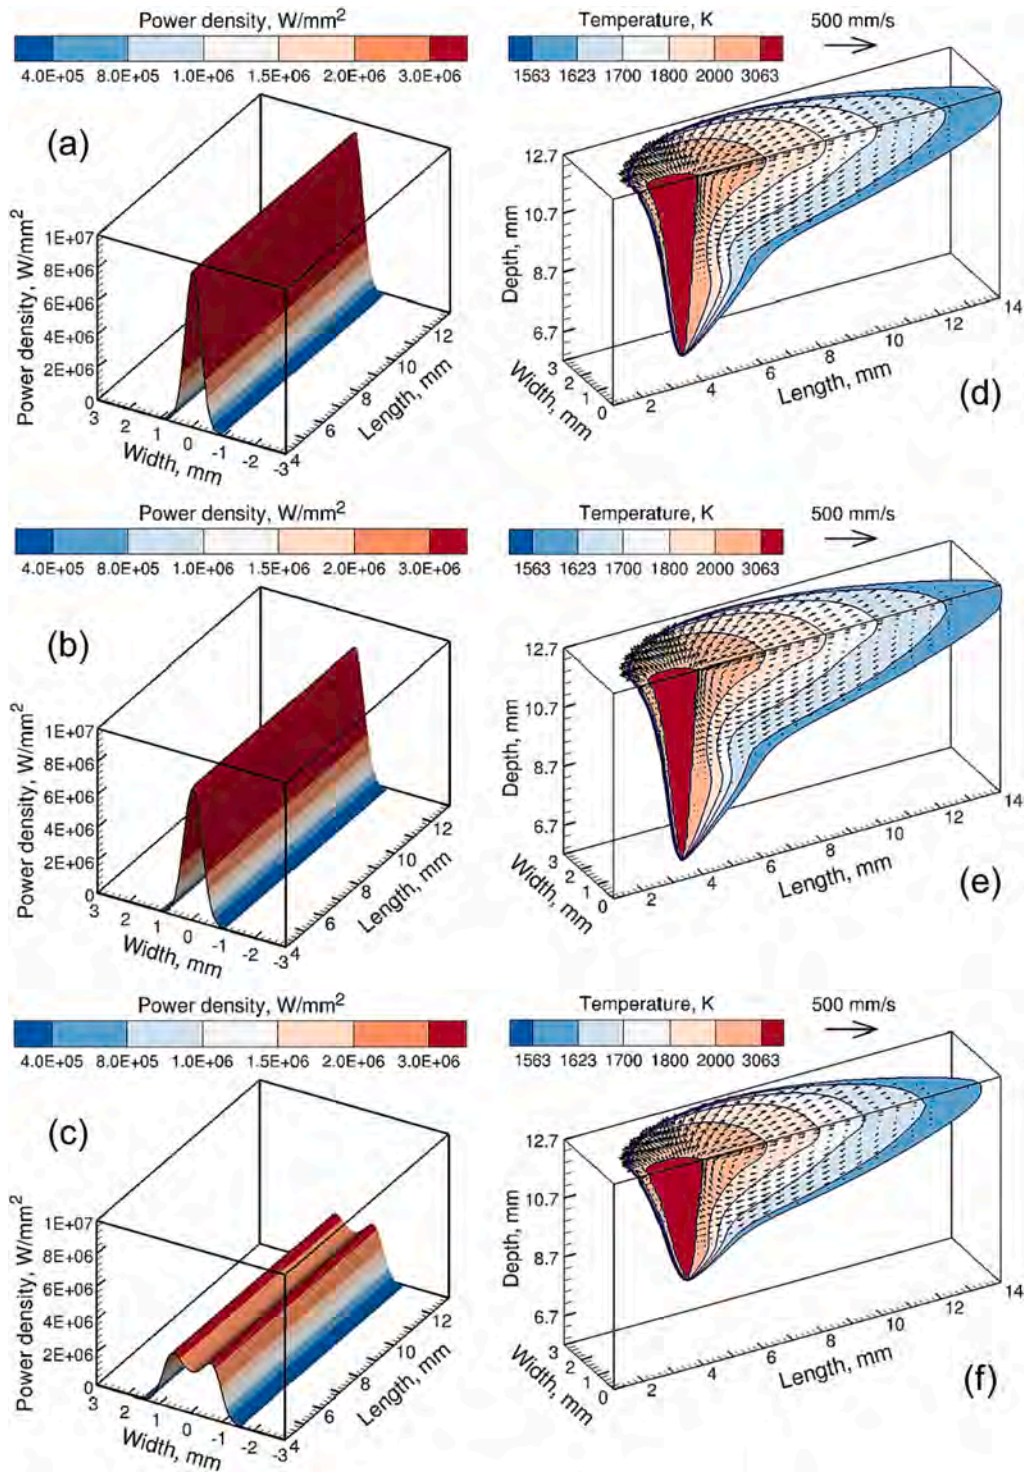 Power density, W/mm2
4.0E+05 8.0E+05 1.0E+06 1.5E+06 2.0E+06 3.0E+06
(a)
Power density, W/mm2
1E+07
8E+06
6E+06
4E+06
2E+06
0
3 2 1 0 -1 -2 -3
Width, mm
4 6 8 10 12
Length, mm
Temperature, K
500 mm/s
1563 1623 1700 1800 2000 3063
12.7
10.7
8.7
6.7
Depth, mm
3 2 1 0
Width, mm
2 4 6 8 10 12 14
Length, mm
(d)
Power density, W/mm2
4.0E+05 8.0E+05 1.0E+06 1.5E+06 2.0E+06 3.0E+06
(b)
Power density, W/mm2
1E+07
8E+06
6E+06
4E+06
2E+06
0
3 2 1 0 -1 -2 -3
Width, mm
4 6 8 10 12
Length, mm
Temperature, K
500 mm/s
1563 1623 1700 1800 2000 3063
12.7
10.7
8.7
6.7
Depth, mm
3 2 1 0
Width, mm
2 4 6 8 10 12 14
Length, mm
(e)
Power density, W/mm2
4.0E+05 8.0E+05 1.0E+06 1.5E+06 2.0E+06 3.0E+06
(c)
Power density, W/mm2
1E+07
8E+06
6E+06
4E+06
2E+06
0
3 2 1 0 -1 -2 -3
Width, mm
4 6 8 10 12
Length, mm
Temperature, K
500 mm/s
1563 1623 1700 1800 2000 3063
12.7
10.7
8.7
6.7
Depth, mm
3 2 1 0
Width, mm
2 4 6 8 10 12 14
Length, mm
(f)